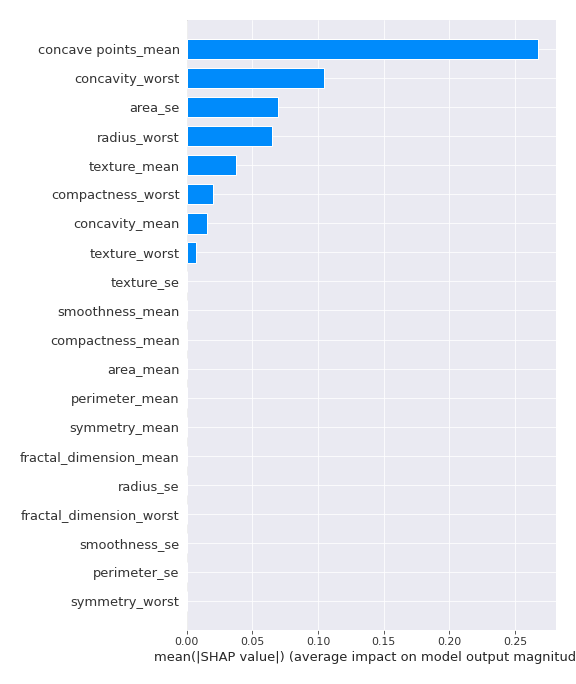 concave points_mean
concavity_worst
area_se
radius_worst
texture_mean
compactness_worst
concavity_mean
texture_worst
texture_se
smoothness_mean
compactness_mean
area_mean
perimeter_mean
symmetry_mean
fractal_dimension_mean
radius_se
fractal_dimension_worst
smoothness_se
perimeter_se
symmetry_worst
0.00 0.05 0.10 0.15 0.20 0.25
mean(|SHAP value|) (average impact on model output magnitud